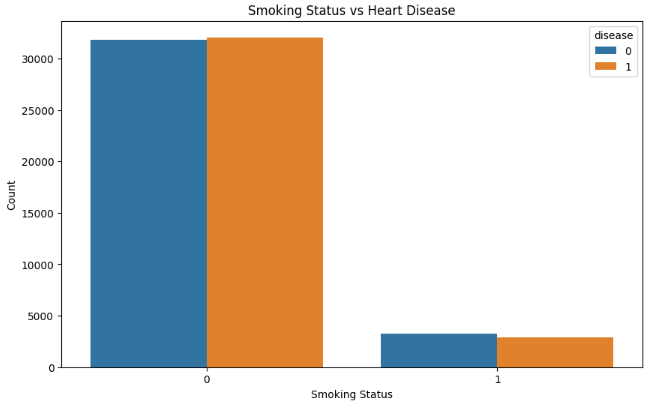 Smoking Status vs Heart Disease
disease
0
1
Count
30000
25000
20000
15000
10000
5000
0
0
1
Smoking Status